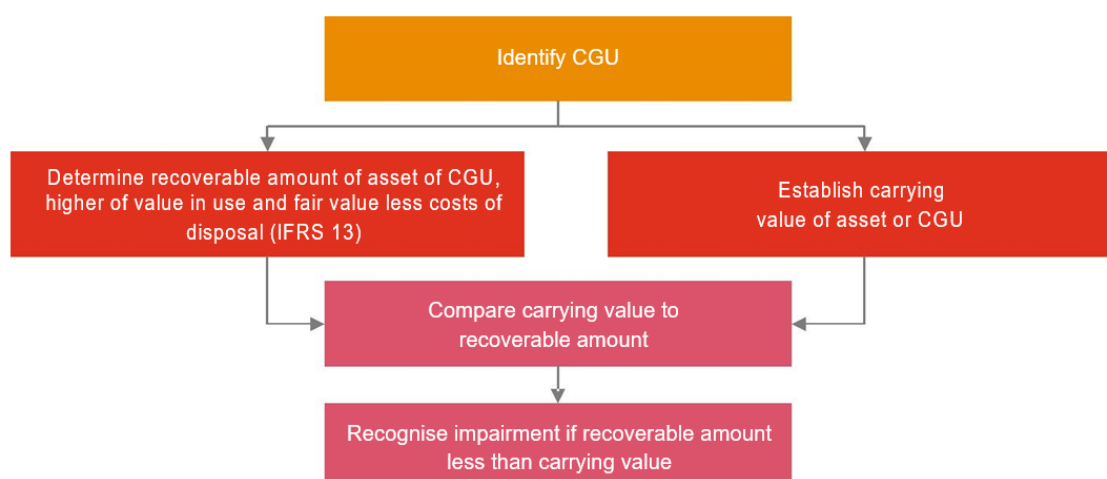 Identify CGU
Determine recoverable amount of asset of CGU,
higher of value in use and fair value less costs of
disposal (IFRS 13)
Establish carrying
value of asset or CGU
Compare carrying value to
recoverable amount
Recognise impairment if recoverable amount
less than carrying value